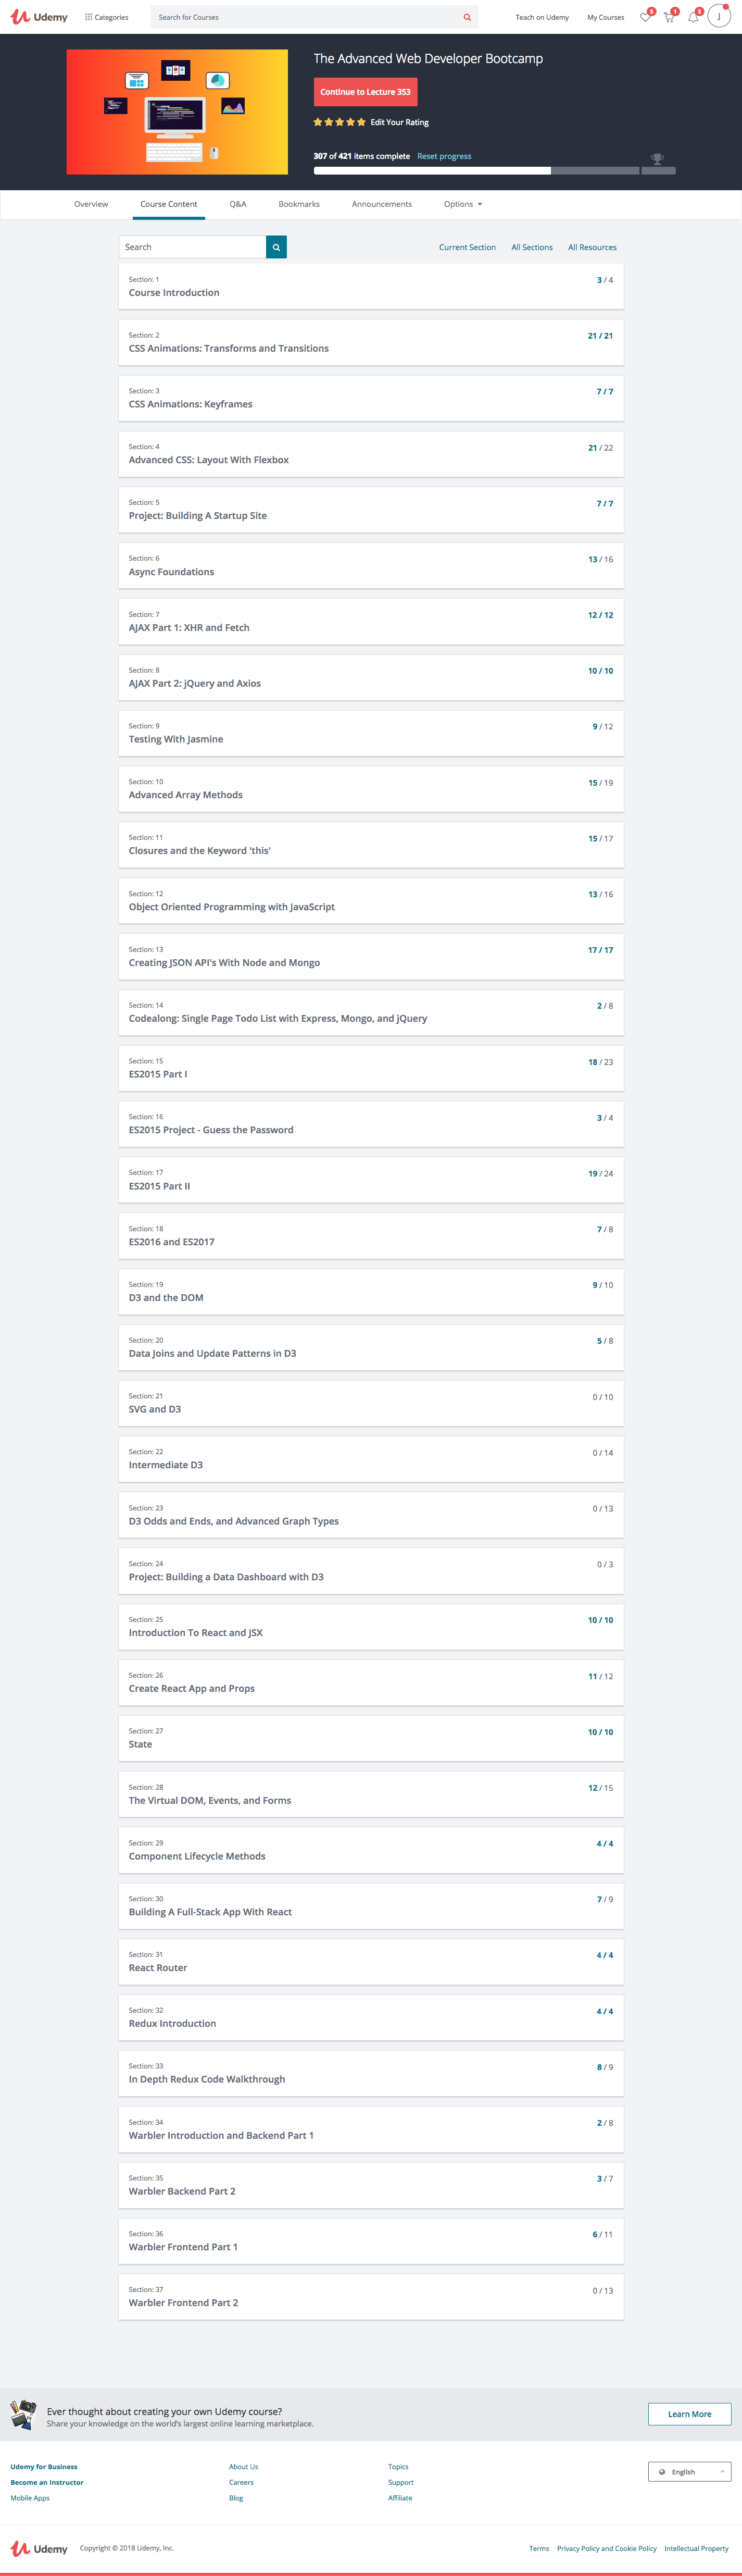 Udemy
Categories
Search for Courses
Teach on Udemy
My Courses
5
1
5
J
The Advanced Web Developer Bootcamp
Continue to Lecture 353
Edit Your Rating
307 of 421 items complete Reset progress
Overview
Course Content
Q&A
Bookmarks
Announcements
Options
Search
Current Section
All Sections
All Resources
Section: 1
3 / 4
Course Introduction
Section: 2
21 / 21
CSS Animations: Transforms and Transitions
Section: 3
7 / 7
CSS Animations: Keyframes
Section: 4
21 / 22
Advanced CSS: Layout With Flexbox
Section: 5
7 / 7
Project: Building A Startup Site
Section: 6
13 / 16
Async Foundations
Section: 7
12 / 12
AJAX Part 1: XHR and Fetch
Section: 8
10 / 10
AJAX Part 2: jQuery and Axios
Section: 9
9 / 12
Testing With Jasmine
Section: 10
15 / 19
Advanced Array Methods
Section: 11
15 / 17
Closures and the Keyword 'this'
Section: 12
13 / 16
Object Oriented Programming with JavaScript
Section: 13
17 / 17
Creating JSON API's With Node and Mongo
Section: 14
2 / 8
Codealong: Single Page Todo List with Express, Mongo, and jQuery
Section: 15
18 / 23
ES2015 Part I
Section: 16
3 / 4
ES2015 Project - Guess the Password
Section: 17
19 / 24
ES2015 Part II
Section: 18
7 / 8
ES2016 and ES2017
Section: 19
9 / 10
D3 and the DOM
Section: 20
5 / 8
Data Joins and Update Patterns in D3
Section: 21
0 / 10
SVG and D3
Section: 22
0 / 14
Intermediate D3
Section: 23
0 / 13
D3 Odds and Ends, and Advanced Graph Types
Section: 24
0 / 3
Project: Building a Data Dashboard with D3
Section: 25
10 / 10
Introduction To React and JSX
Section: 26
11 / 12
Create React App and Props
Section: 27
10 / 10
State
Section: 28
12 / 15
The Virtual DOM, Events, and Forms
Section: 29
4 / 4
Component Lifecycle Methods
Section: 30
7 / 9
Building A Full-Stack App With React
Section: 31
4 / 4
React Router
Section: 32
4 / 4
Redux Introduction
Section: 33
8 / 9
In Depth Redux Code Walkthrough
Section: 34
2 / 8
Warbler Introduction and Backend Part 1
Section: 35
3 / 7
Warbler Backend Part 2
Section: 36
6 / 11
Warbler Frontend Part 1
Section: 37
0 / 13
Warbler Frontend Part 2
Ever thought about creating your own Udemy course?
Share your knowledge on the world's largest online learning marketplace.
Learn More
Udemy for Business
About Us
Topics
English
Become an Instructor
Careers
Support
Mobile Apps
Blog
Affiliate
Udemy
Copyright © 2018 Udemy, Inc.
Terms
Privacy Policy and Cookie Policy
Intellectual Property